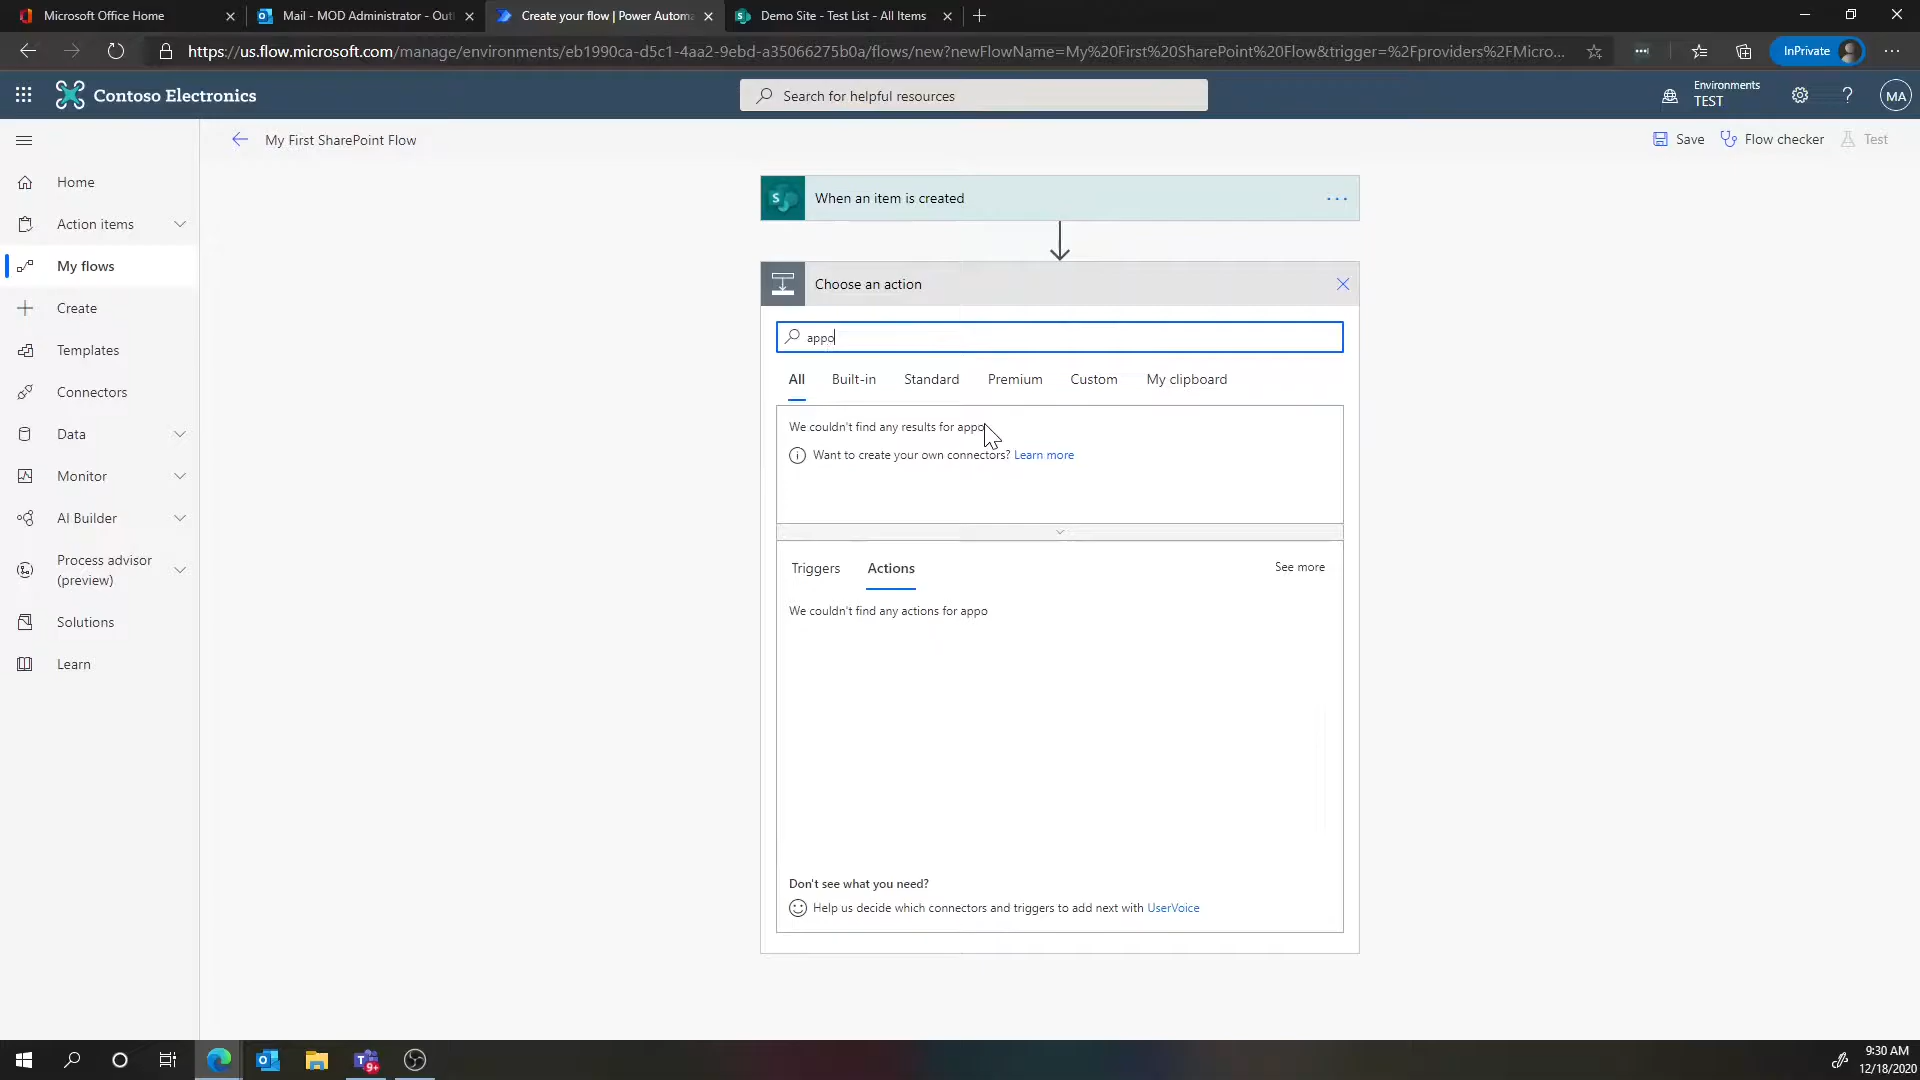 Microsoft Office Home
Mail - MOD Administrator - Outl
Create your flow | Power Automa
Demo Site - Test List - All Items
https://us.flow.microsoft.com/manage/environments/eb1990ca-d5c1-4aa2-9ebd-a35066275b0a/flows/new?newFlowName=My%20First%20SharePoint%20Flow&trigger=%2Fproviders%2FMicro...
InPrivate
Contoso Electronics
Search for helpful resources
Environments
TEST
?
MA
My First SharePoint Flow
Save
Flow checker
Test
Home
Action items
My flows
Create
Templates
Connectors
Data
Monitor
AI Builder
Process advisor
(preview)
Solutions
Learn
When an item is created
Choose an action
appo
All
Built-in
Standard
Premium
Custom
My clipboard
We couldn't find any results for appo
Want to create your own connectors? Learn more
Triggers
Actions
See more
We couldn't find any actions for appo
Don't see what you need?
Help us decide which connectors and triggers to add next with UserVoice
9+
9:30 AM
12/18/2020